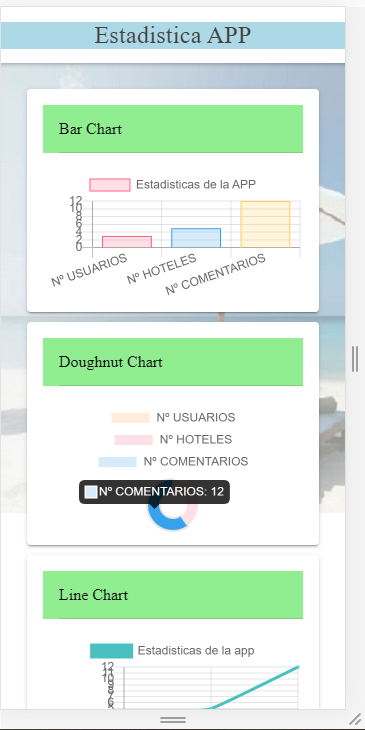 Estadistica APP
Bar Chart
Estadisticas de la APP
12
10
8
6
4
2
0
Nº USUARIOS
Nº HOTELES
Nº COMENTARIOS
Doughnut Chart
Nº USUARIOS
Nº HOTELES
Nº COMENTARIOS
Nº COMENTARIOS: 12
Line Chart
Estadisticas de la app
12
11
10
9
8
7
6